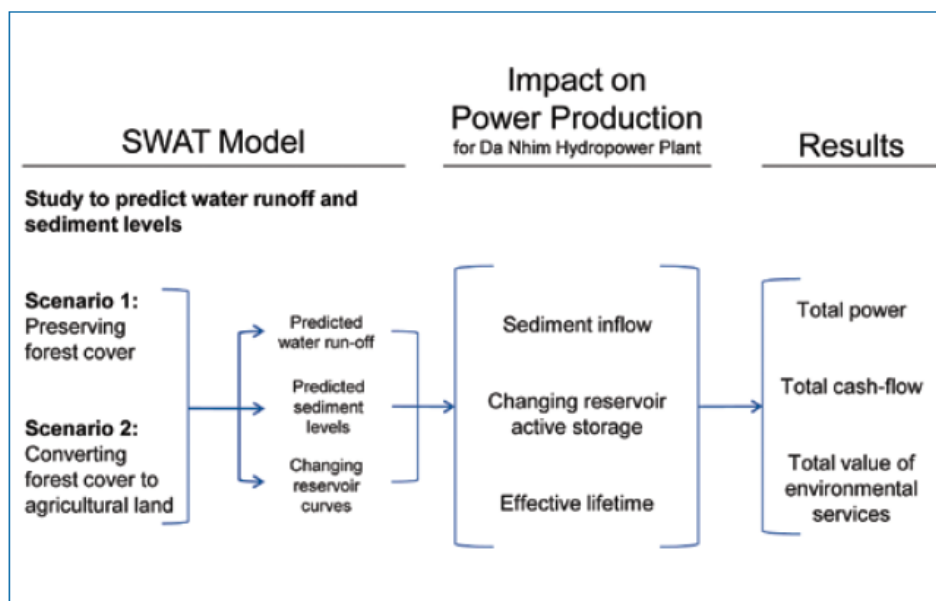 SWAT Model
Study to predict water runoff and
sediment levels
Scenario 1:
Preserving
forest cover
Scenario 2:
Converting
forest cover to
agricultural land
Predicted
water run-off
Predicted
sediment
levels
Changing
reservoir
curves
Impact on
Power Production
for Da Nhim Hydropower Plant
Sediment inflow
Changing reservoir
active storage
Effective lifetime
Results
Total power
Total cash-flow
Total value of
environmental
services